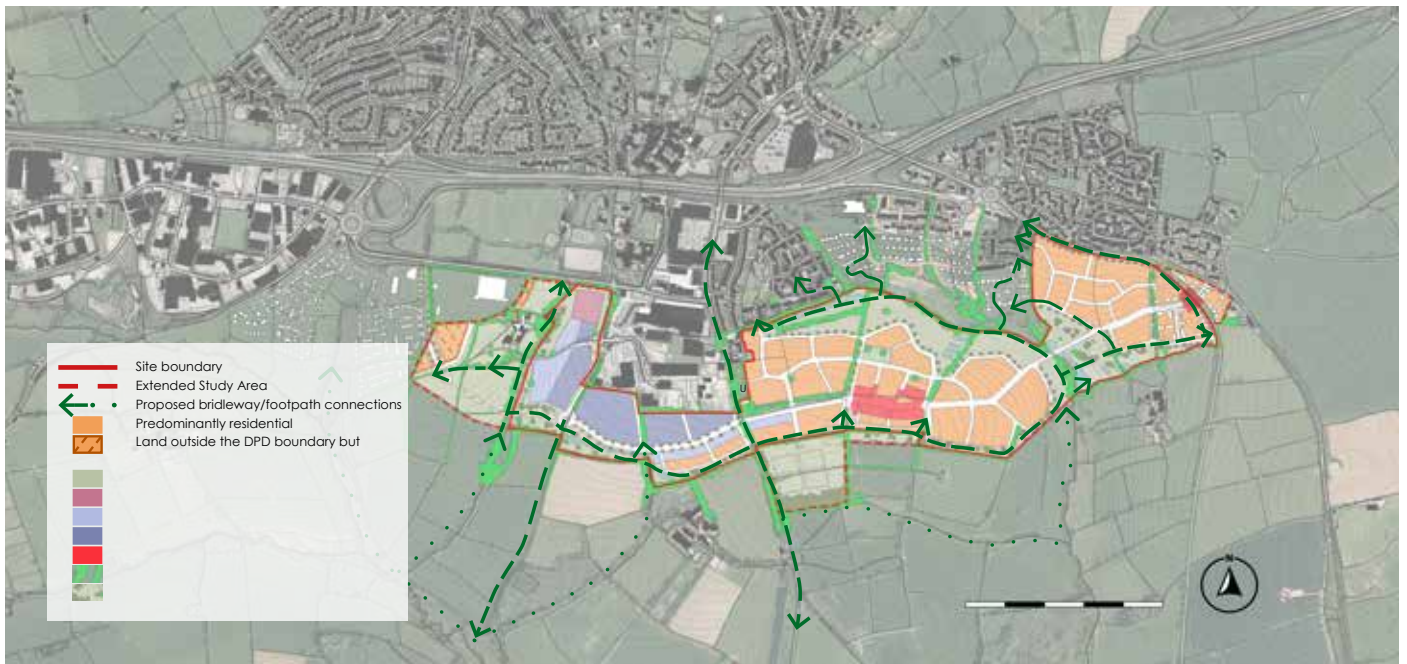 Site boundary
Extended Study Area
Proposed bridleway/footpath connections
Predominantly residential
Land outside the DPD boundary but
U
N